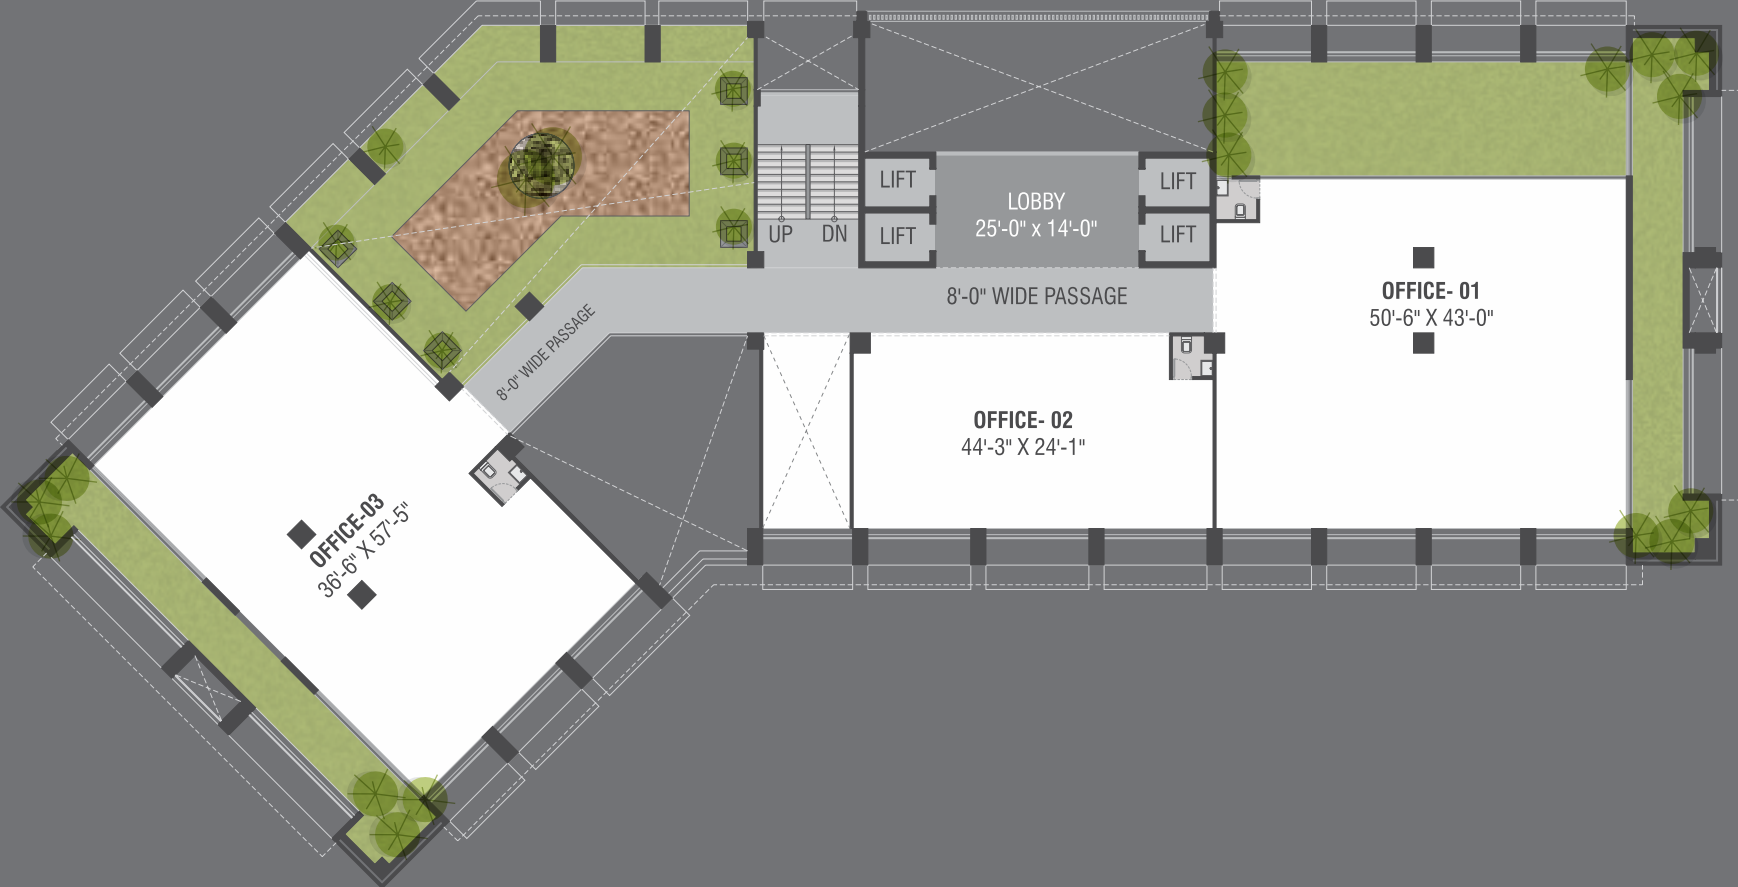 LIFT
LIFT
LOBBY
25'-0" x 14'-0"
LIFT
LIFT
UP
DN
8'-0" WIDE PASSAGE
8'-0" WIDE PASSAGE
OFFICE- 01
50'-6" X 43'-0"
OFFICE- 02
44'-3" X 24'-1"
OFFICE-03
36'-6" X 57'-5"